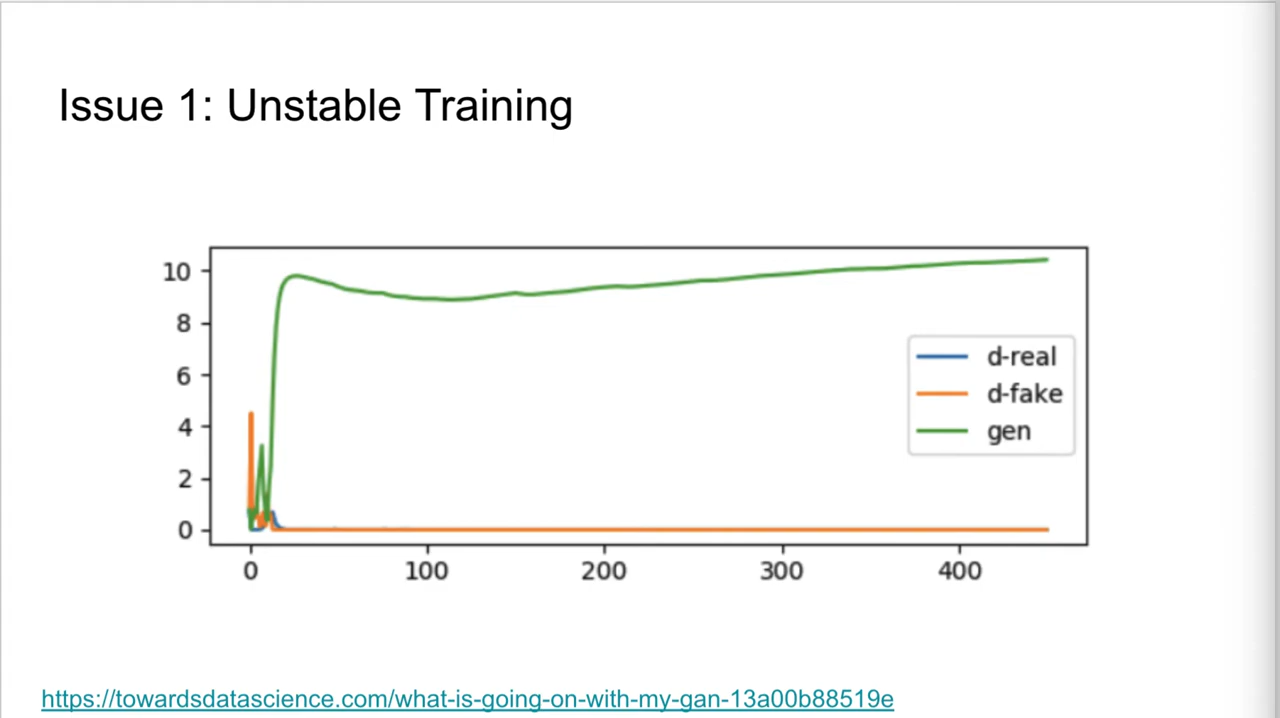 Issue 1: Unstable Training
10
8
6
4
2
0
d-real
d-fake
gen
0 100 200 300 400
https://towardsdatascience.com/what-is-going-on-with-my-gan-13a00b88519e